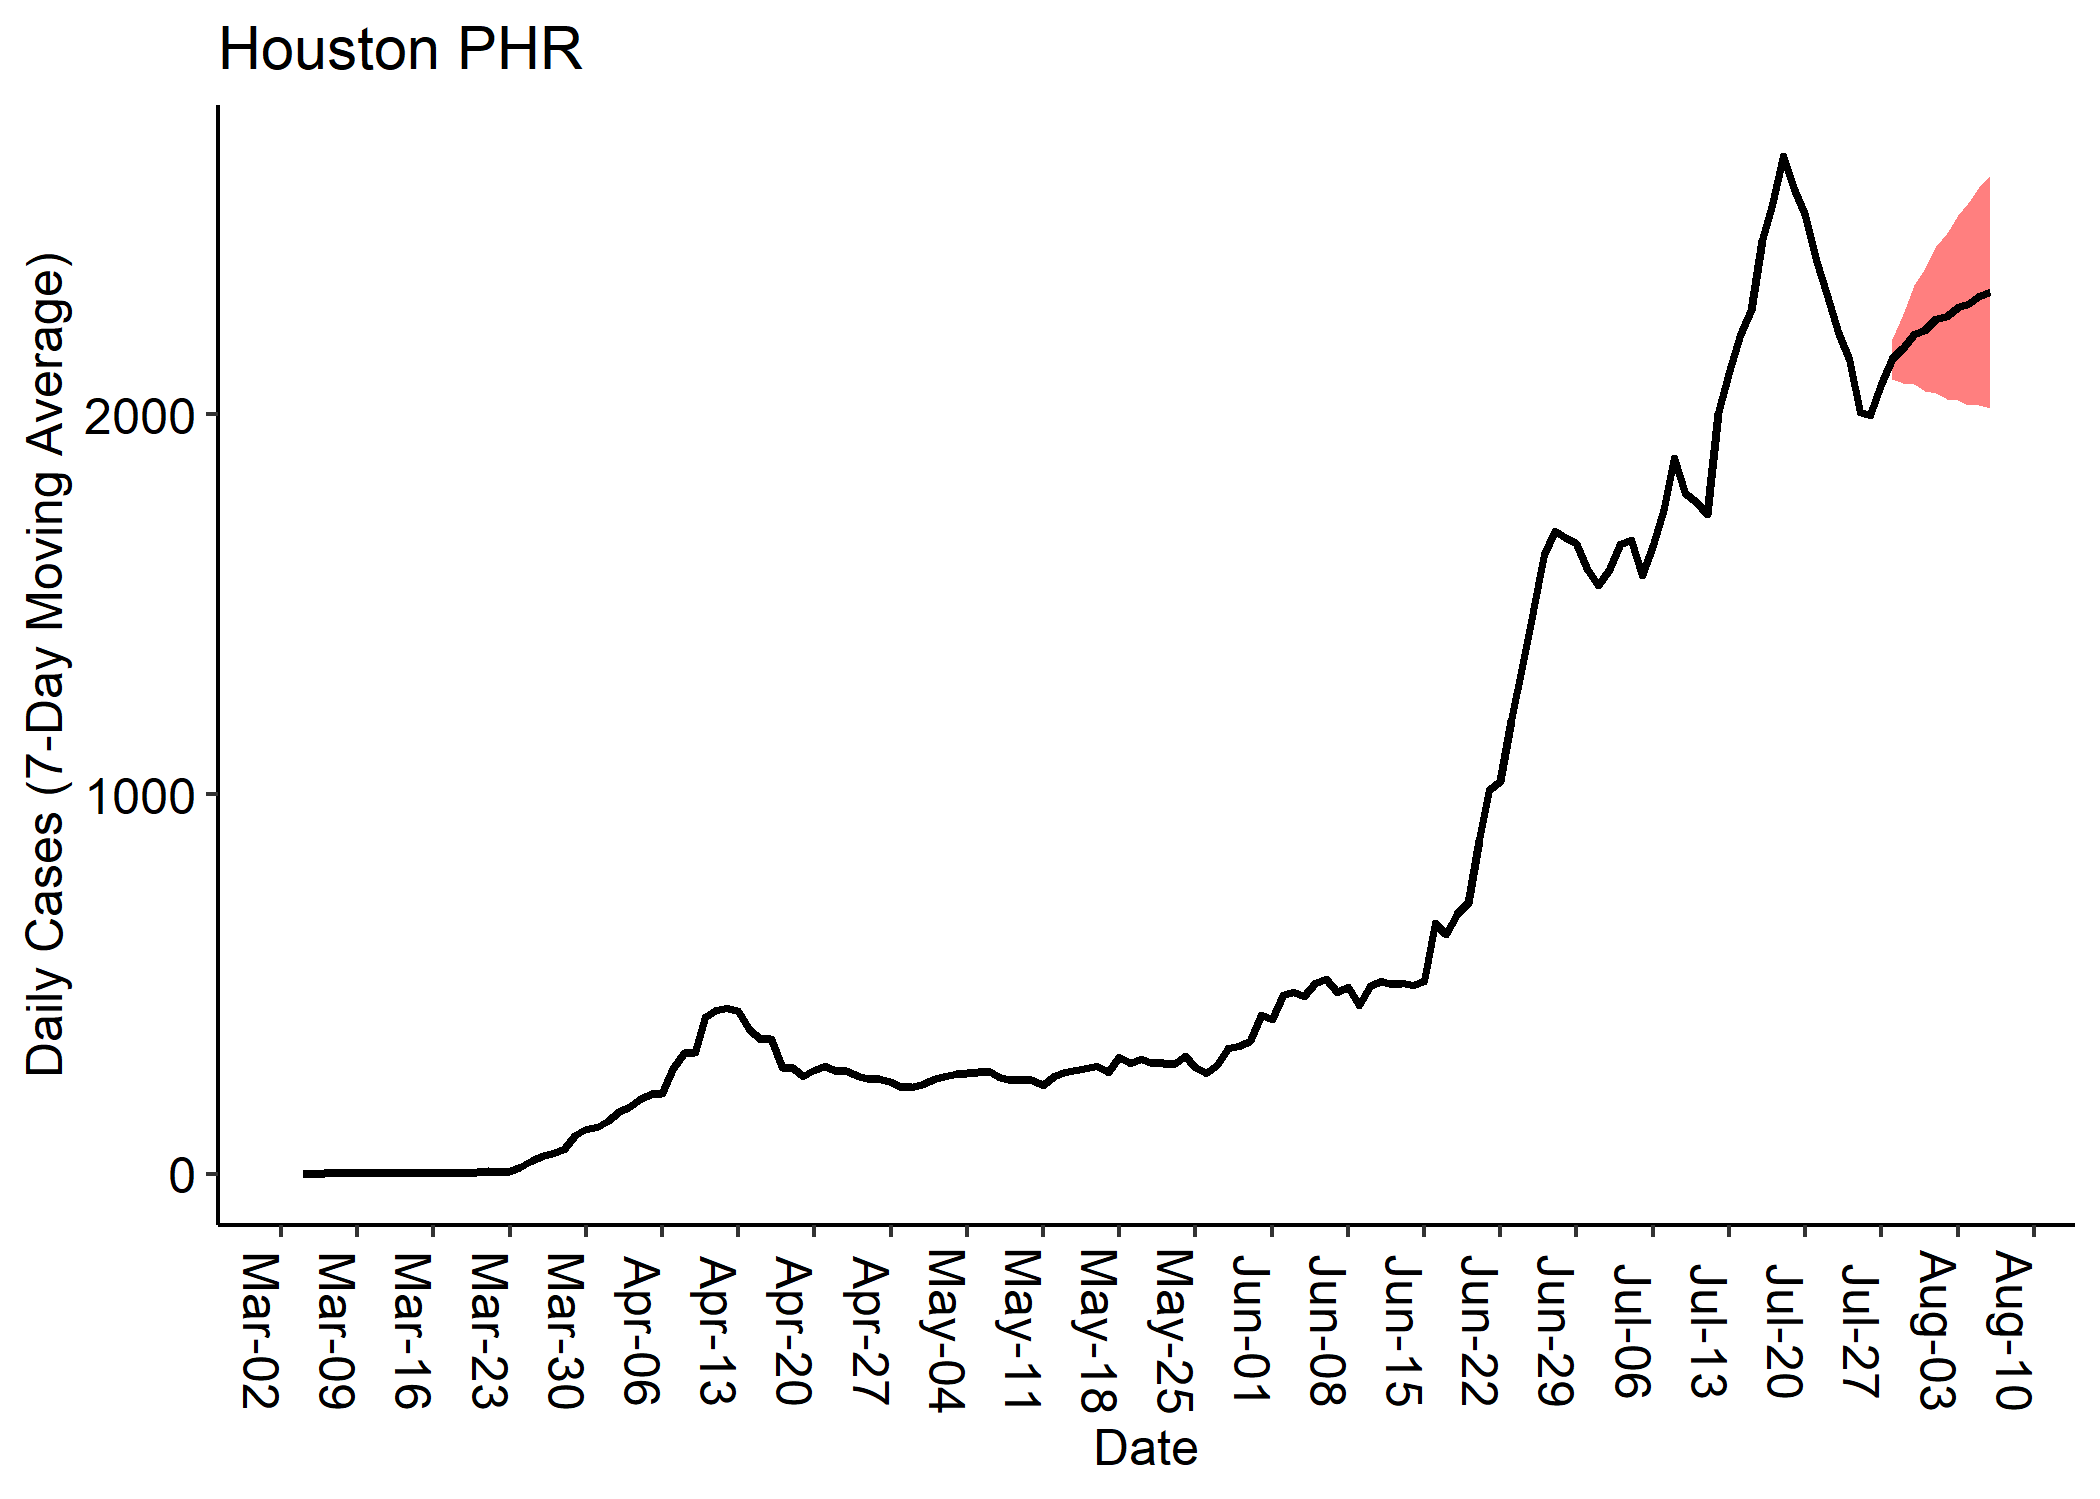 Houston PHR
Daily Cases (7-Day Moving Average)
2000
1000
0
Mar-02
Mar-09
Mar-16
Mar-23
Mar-30
Apr-06
Apr-13
Apr-20
Apr-27
May-04
May-11
May-18
May-25
Jun-01
Jun-08
Jun-15
Jun-22
Jun-29
Jul-06
Jul-13
Jul-20
Jul-27
Aug-03
Aug-10
Date